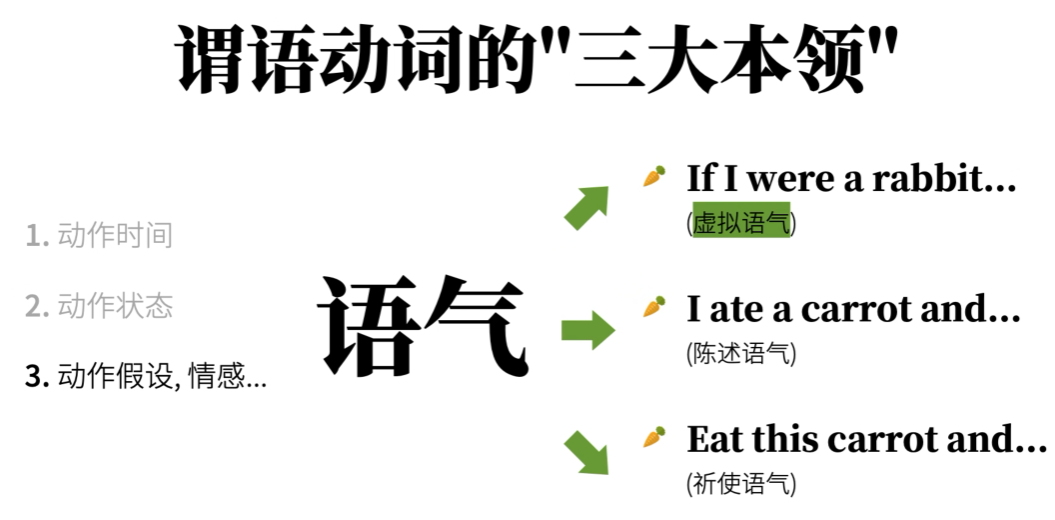 谓语动词的"三大本领"
1. 动作时间
2. 动作状态
3. 动作假设, 情感...
语气
If I were a rabbit...
(虚拟语气)
I ate a carrot and...
(陈述语气)
Eat this carrot and...
(祈使语气)